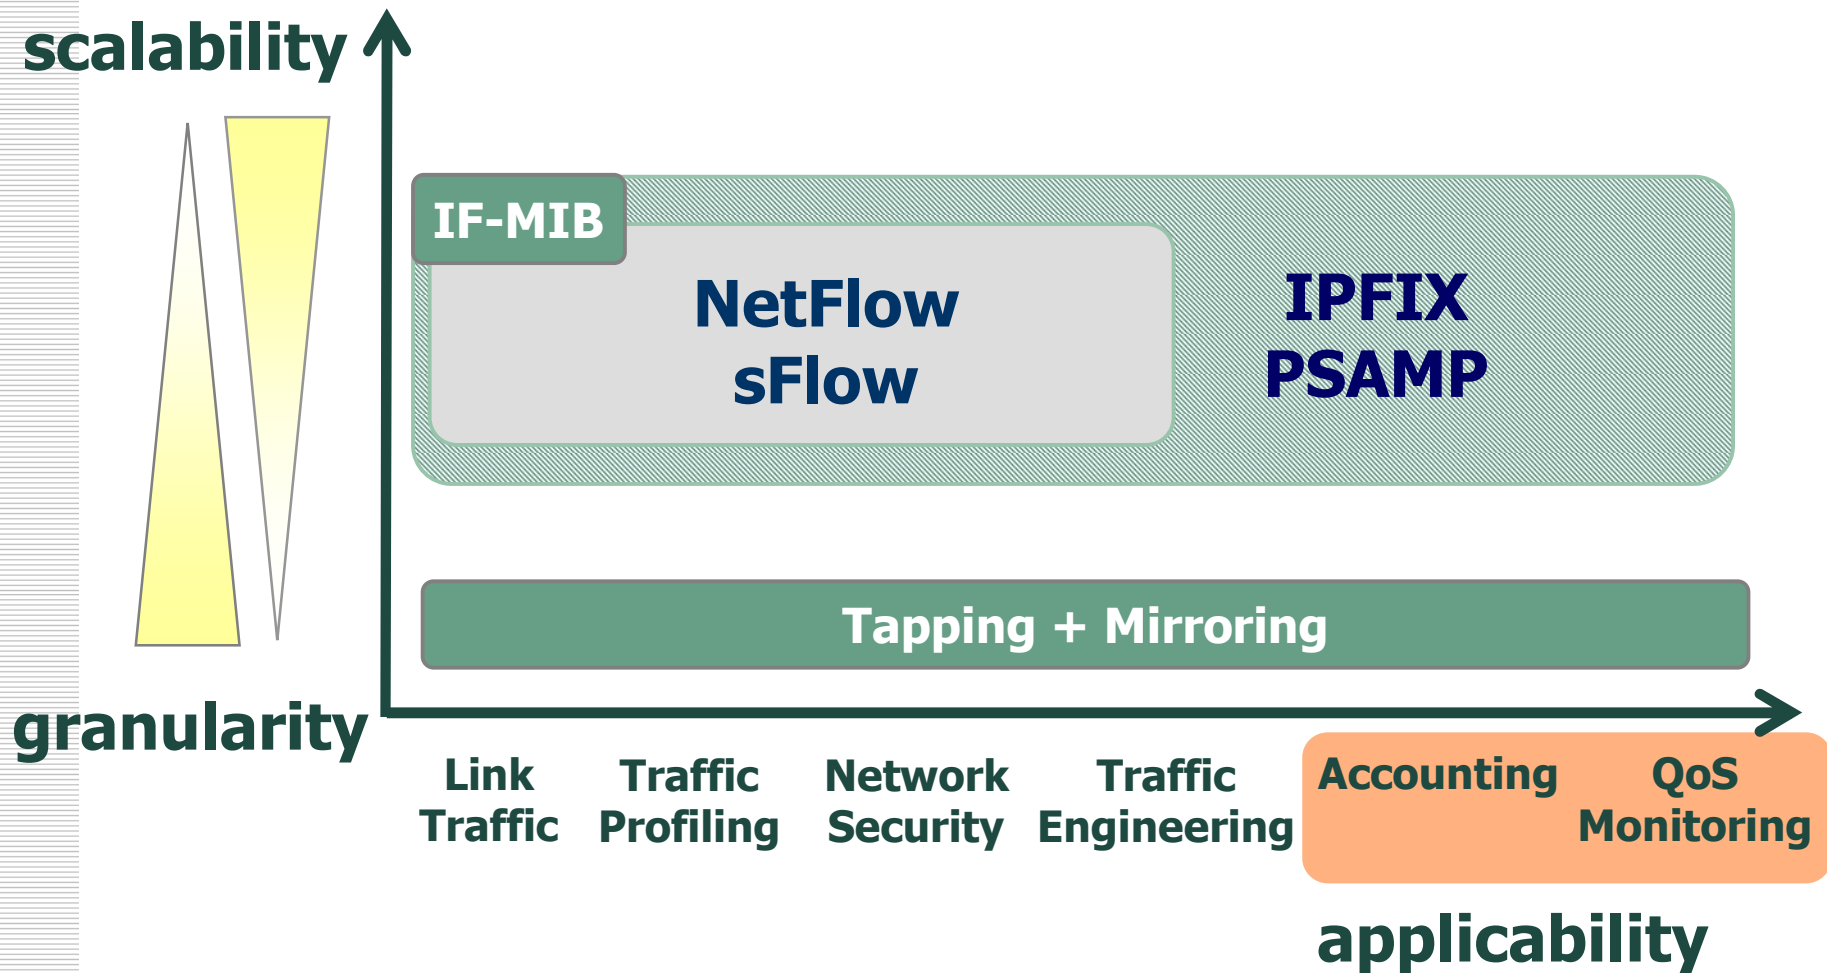 scalability
IF-MIB
NetFlow
sFlow
IPFIX
PSAMP
Tapping + Mirroring
granularity
Link
Traffic
Traffic
Profiling
Network
Security
Traffic
Engineering
Accounting
QoS
Monitoring
applicability